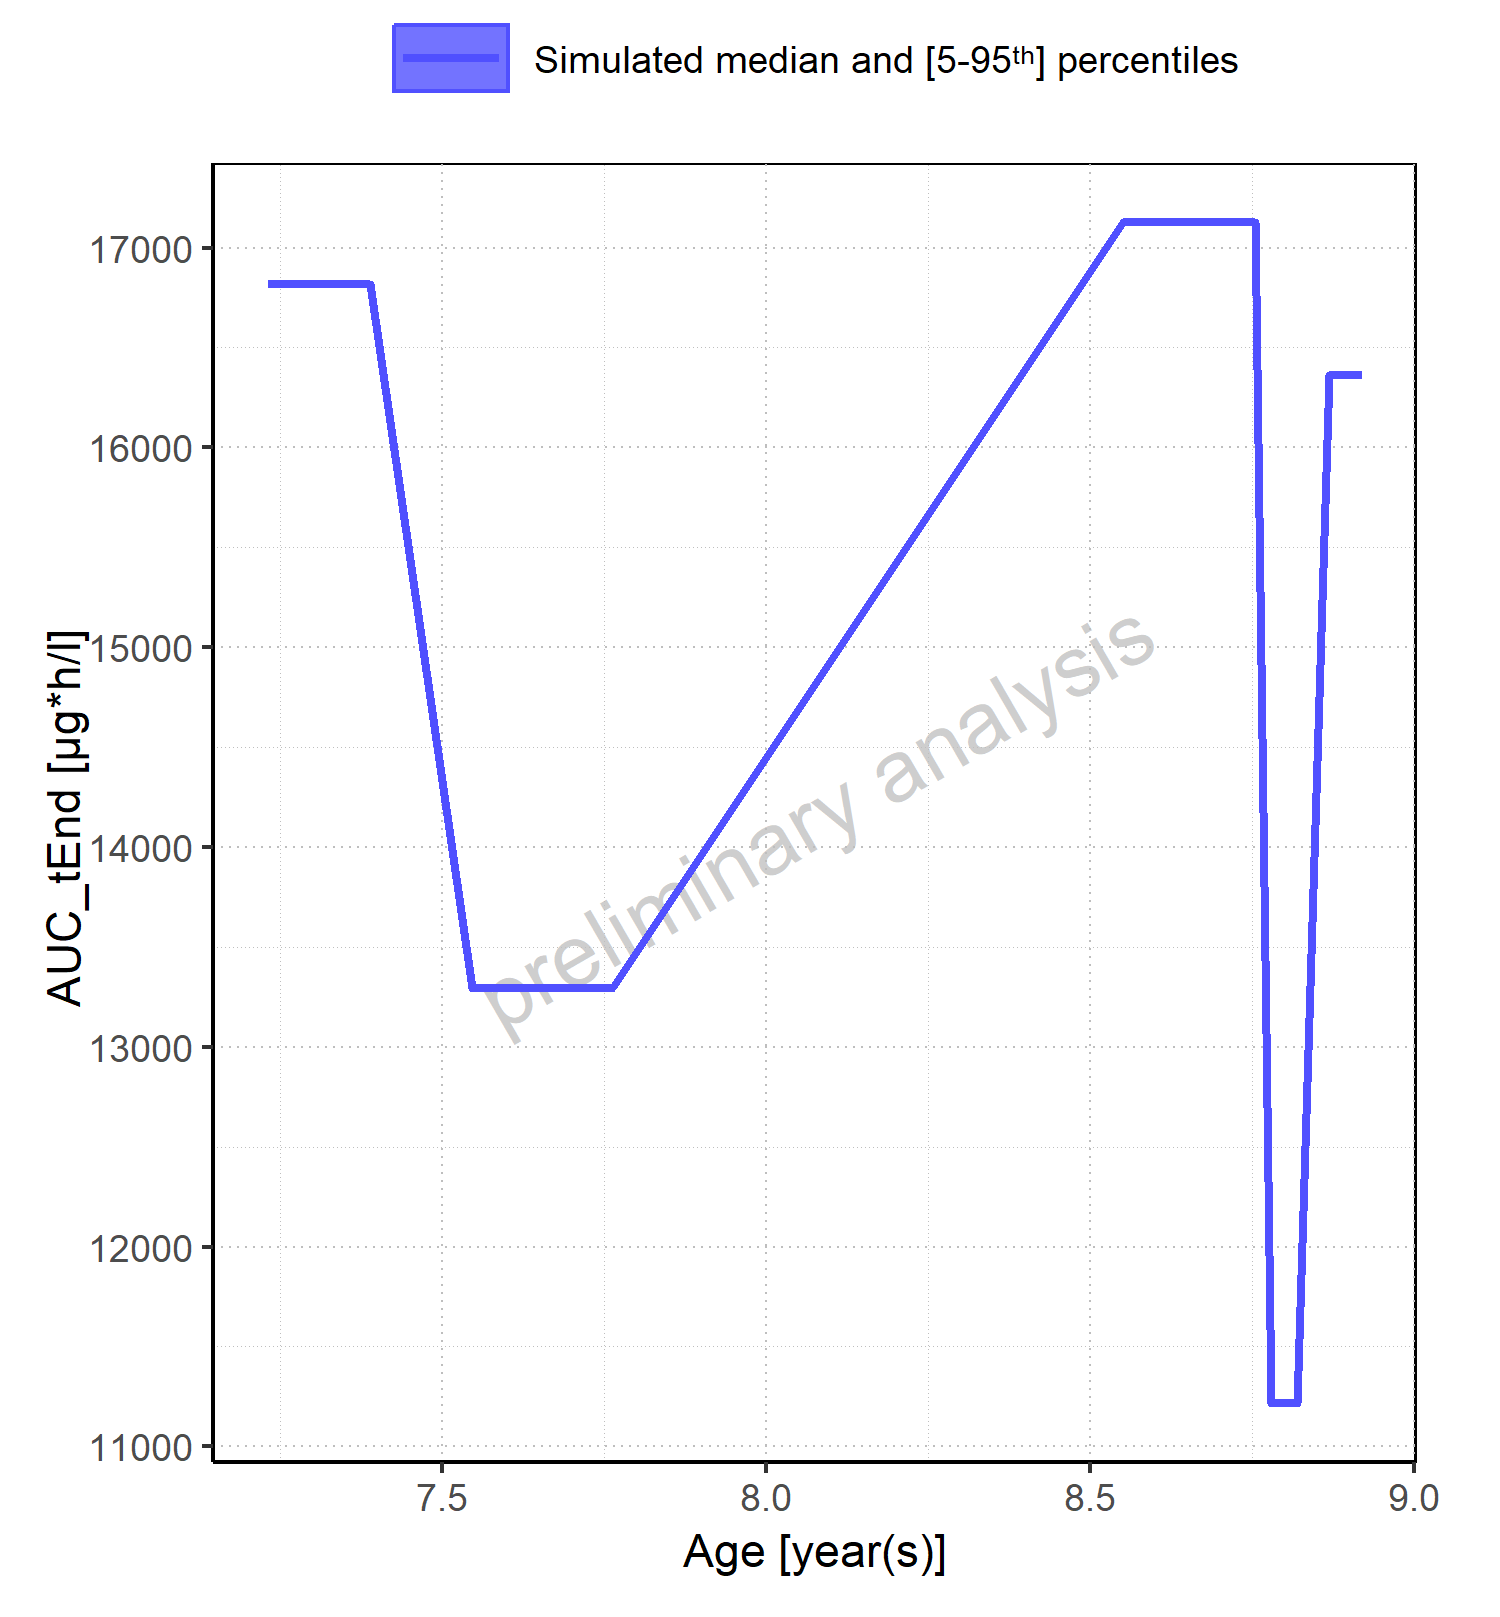 Simulated median and [5-95th] percentiles
17000
16000
15000
14000
13000
12000
11000
AUC_tEnd [µg*h/l]
preliminary analysis
7.5 8.0 8.5 9.0
Age [year(s)]